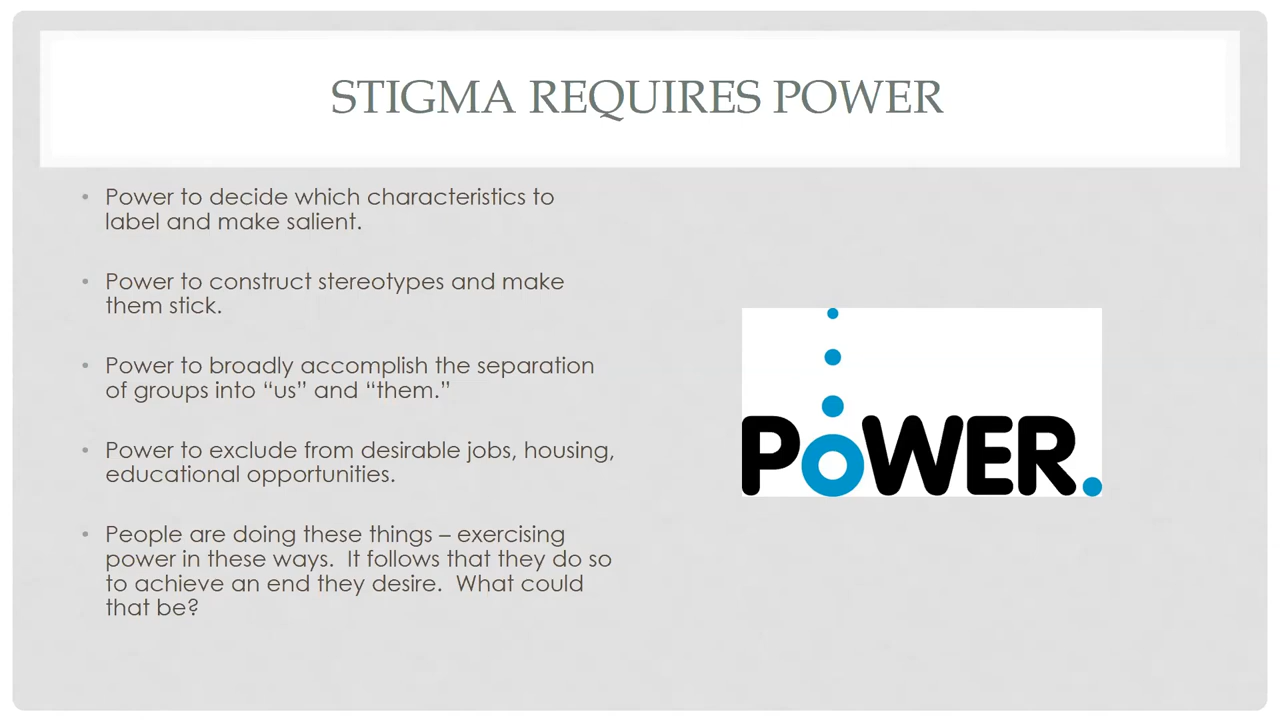 STIGMA REQUIRES POWER
• Power to decide which characteristics to
label and make salient.
• Power to construct stereotypes and make
them stick.
• Power to broadly accomplish the separation
of groups into “us” and “them.”
• Power to exclude from desirable jobs, housing,
educational opportunities.
• People are doing these things – exercising
power in these ways.  It follows that they do so
to achieve an end they desire.  What could
that be?
POWER.